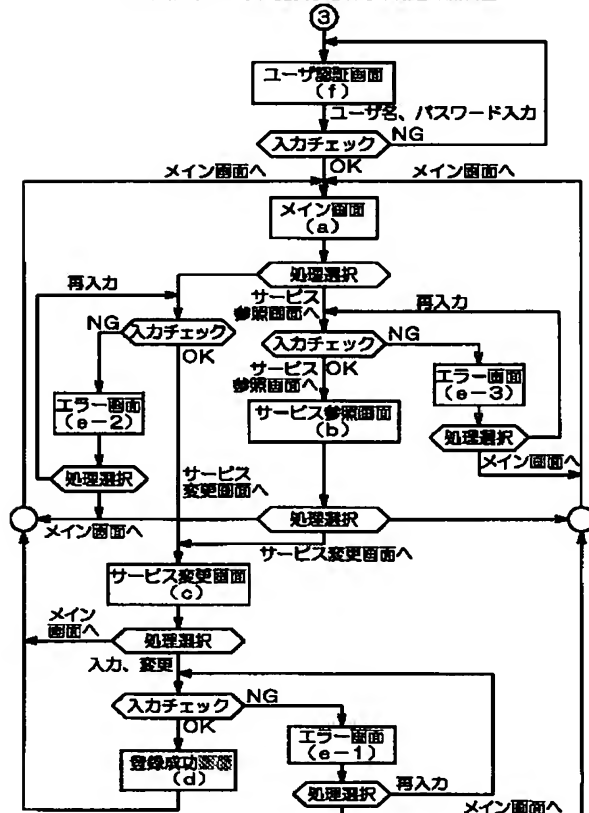 ③
ユーザ認証画面
(f)
ユーザ名、パスワード入力
入力チェック
NG
OK
メイン画面へ
メイン画面へ
メイン画面
(a)
処理選択
再入力
サービス
参照画面へ
再入力
NG
入力チェック
OK
入力チェック
NG
サービス
参照画面へ
OK
エラー画面
(e-2)
サービス参照画面
(b)
エラー画面
(e-3)
処理選択
処理選択
メイン画面へ
サービス
変更画面へ
メイン画面へ
処理選択
サービス変更画面へ
サービス変更画面
(c)
メイン
画面へ
処理選択
入力、変更
入力チェック
NG
OK
登録成功
(d)
エラー画面
(e-1)
処理選択
再入力
メイン画面へ